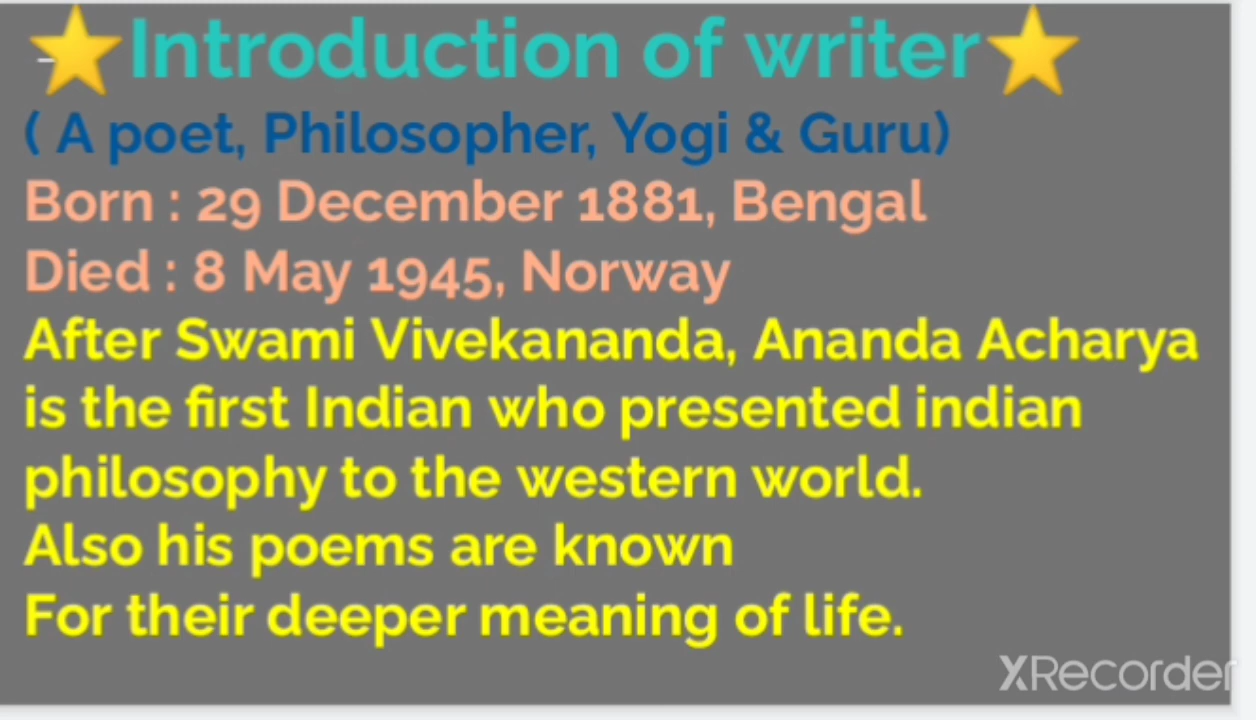 ⭐Introduction of writer⭐
( A poet, Philosopher, Yogi & Guru)
Born : 29 December 1881, Bengal
Died : 8 May 1945, Norway
After Swami Vivekananda, Ananda Acharya
is the first Indian who presented indian
philosophy to the western world.
Also his poems are known
For their deeper meaning of life.
XRecorder